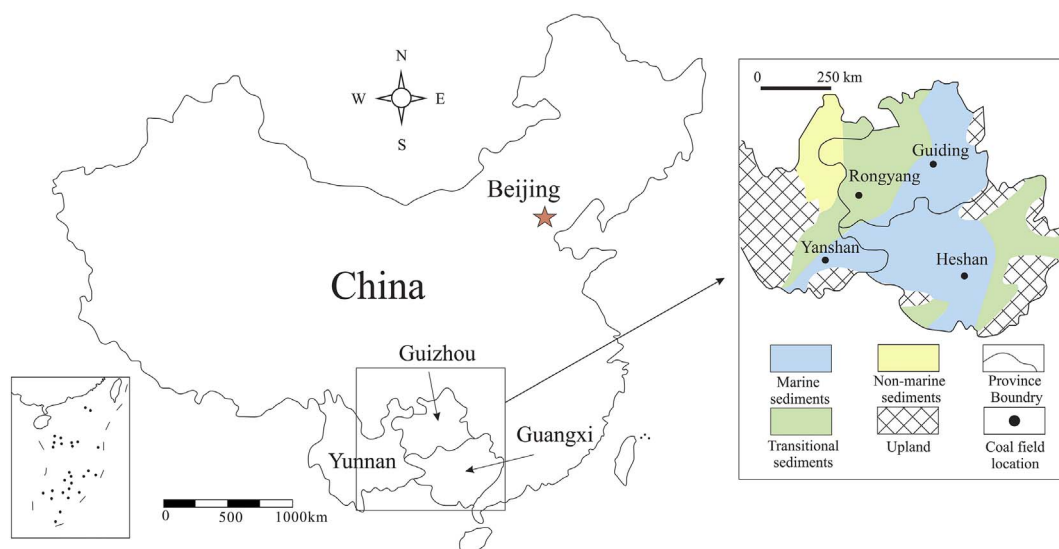 N
W
E
S
Beijing
China
Guizhou
Guangxi
Yunnan
0
500
1000km
0
250 km
Guiding
Rongyang
Yanshan
Heshan
Marine
sediments
Non-marine
sediments
Province
Boundry
Transitional
sediments
Upland
Coal field
location